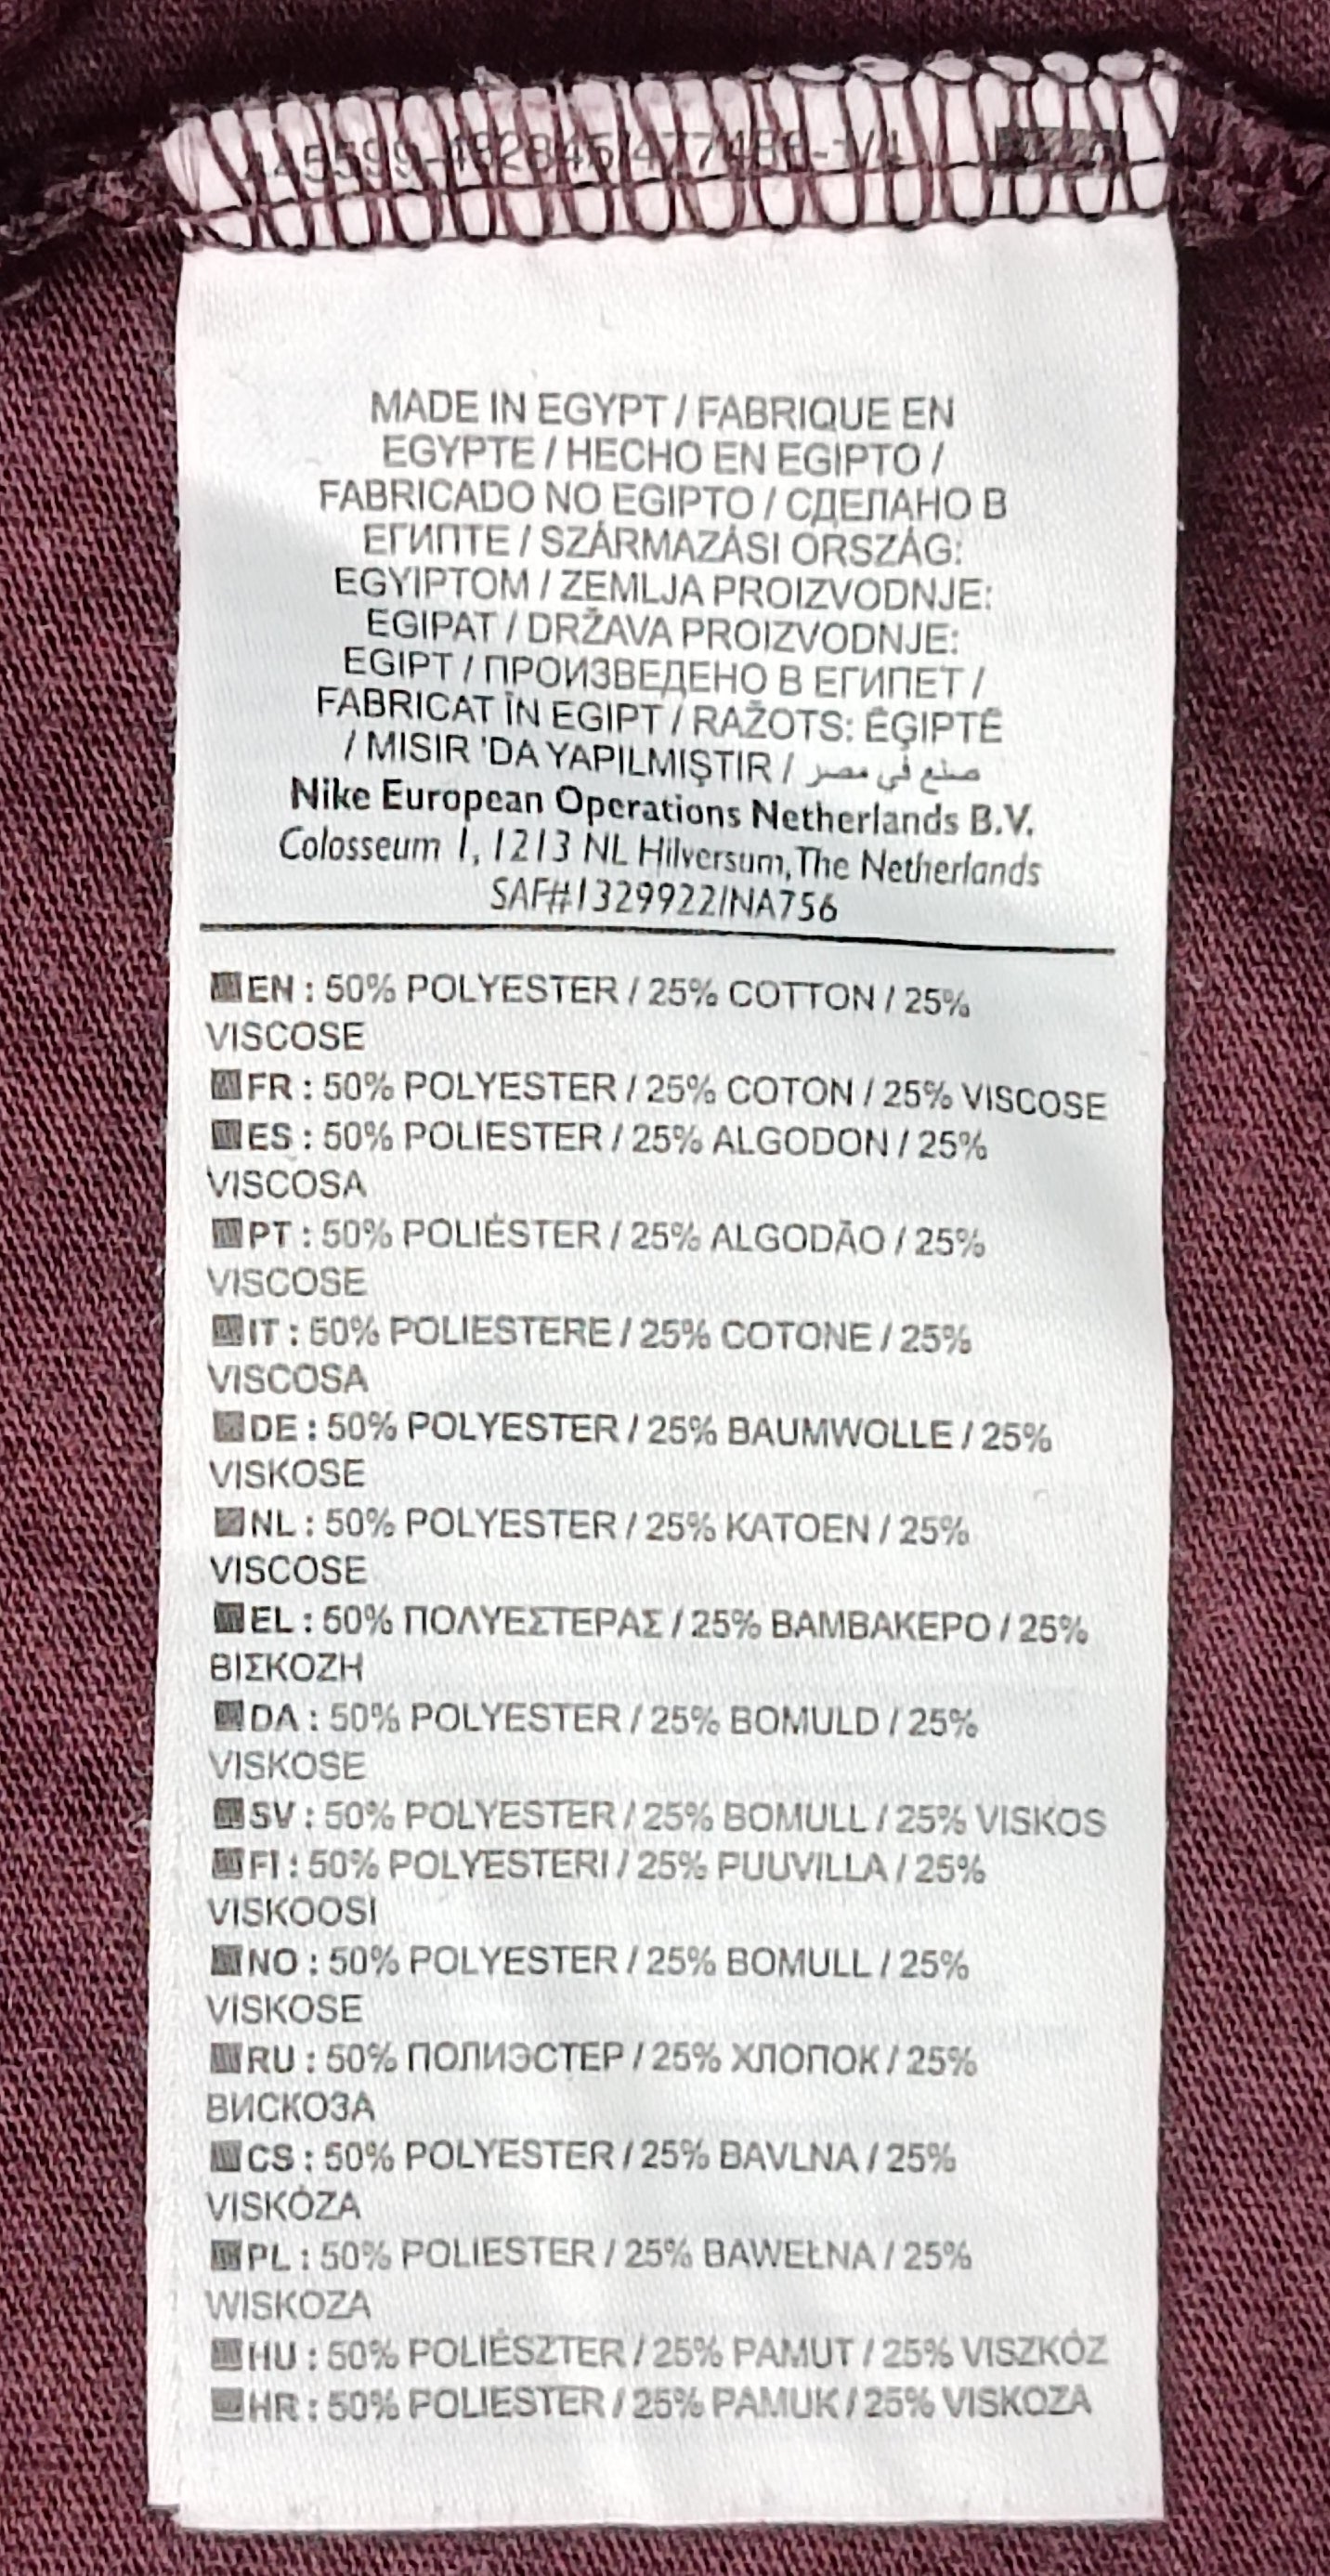 MADE IN EGYPT / FABRIQUE EN
EGYPTE / HECHO EN EGIPTO /
FABRICADO NO EGIPTO / СДЕЛАНО В
ЕГИПТЕ / SZÁRMAZÁSI ORSZÁG:
EGYIPTOM / ZEMLJA PROIZVODNJE:
EGIPAT / DRŽAVA PROIZVODNJE:
EGIPT / ПРОИЗВЕДЕНО В ЕГИПЕТ /
FABRICAT ÎN EGIPT / RAŽOTS: ĒĢIPTĒ
/ MISIR 'DA YAPILMIŞTIR / صنع في مصر
Nike European Operations Netherlands B.V.
Colosseum 1, 1213 NL Hilversum, The Netherlands
SAF#1329922/NA756
EN : 50% POLYESTER / 25% COTTON / 25%
VISCOSE
FR : 50% POLYESTER / 25% COTON / 25% VISCOSE
ES : 50% POLIESTER / 25% ALGODON / 25%
VISCOSA
PT : 50% POLIÉSTER / 25% ALGODÃO / 25%
VISCOSE
IT : 50% POLIESTERE / 25% COTONE / 25%
VISCOSA
DE : 50% POLYESTER / 25% BAUMWOLLE / 25%
VISKOSE
NL : 50% POLYESTER / 25% KATOEN / 25%
VISCOSE
EL : 50% ΠΟΛΥΕΣΤΕΡΑΣ / 25% ΒΑΜΒΑΚΕΡΟ / 25%
ΒΙΣΚΟΖΗ
DA : 50% POLYESTER / 25% BOMULD / 25%
VISKOSE
SV : 50% POLYESTER / 25% BOMULL / 25% VISKOS
FI : 50% POLYESTERI / 25% PUUVILLA / 25%
VISKOOSI
NO : 50% POLYESTER / 25% BOMULL / 25%
VISKOSE
RU : 50% ПОЛИЭСТЕР / 25% ХЛОПОК / 25%
ВИСКОЗА
CS : 50% POLYESTER / 25% BAVLNA / 25%
VISKÓZA
PL : 50% POLIESTER / 25% BAWEŁNA / 25%
WISKOZA
HU : 50% POLIÉSZTER / 25% PAMUT / 25% VISZKÓZ
HR : 50% POLIESTER / 25% PAMUK / 25% VISKOZA